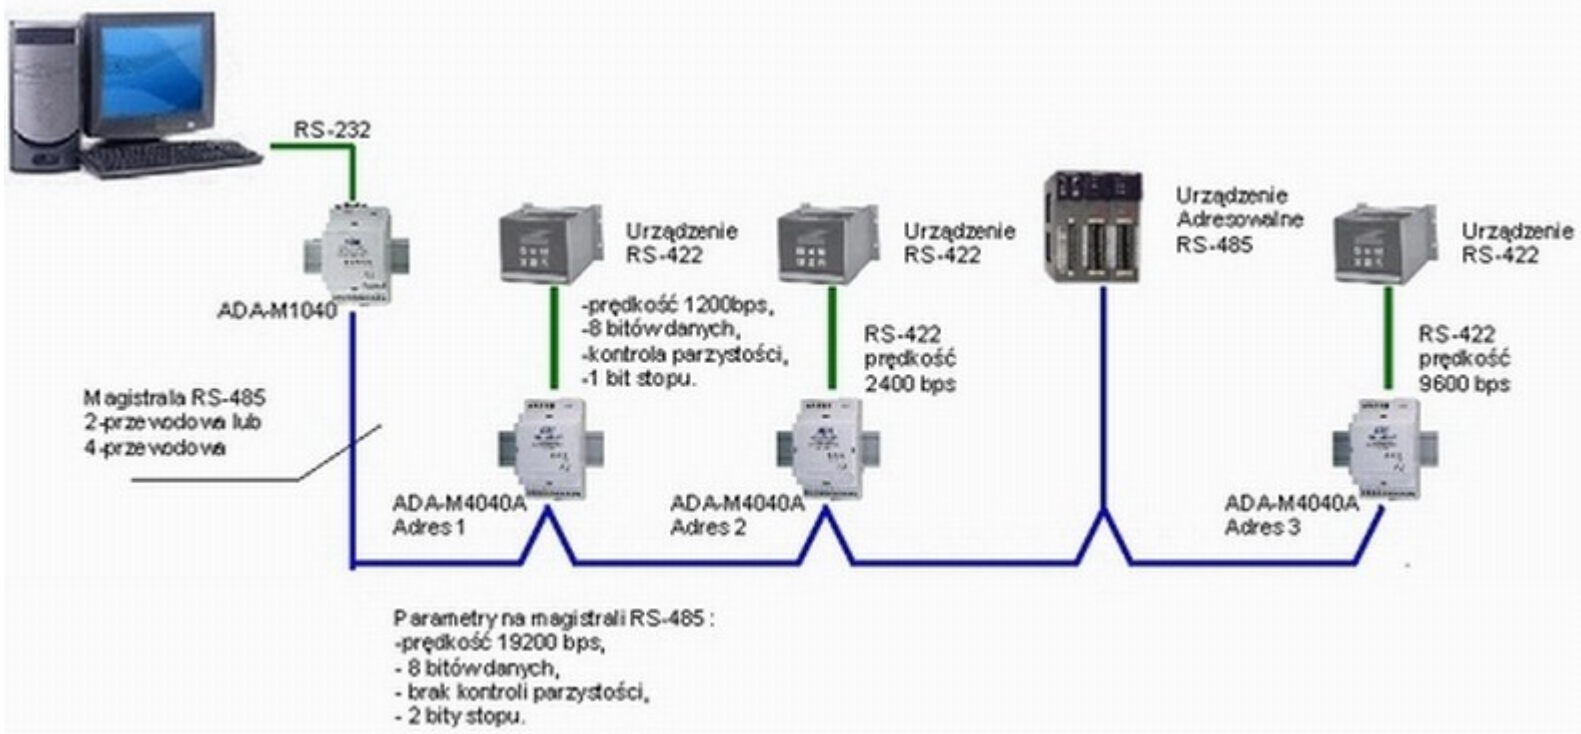 RS-232
ADA-M1040
Magistrala RS-485
2-przewodowa lub
4-przewodowa
Urządzenie
RS-422
-prędkość 1200bps,
-8 bitów danych,
-kontrola parzystości,
-1 bit stopu.
ADA-M4040A
Adres 1
Urządzenie
RS-422
RS-422
prędkość
2400 bps
ADA-M4040A
Adres 2
Urządzenie
Adresowalne
RS-485
Urządzenie
RS-422
RS-422
prędkość
9600 bps
ADA-M4040A
Adres 3
Parametry na magistrali RS-485 :
-prędkość 19200 bps,
- 8 bitów danych,
- brak kontroli parzystości,
- 2 bity stopu.